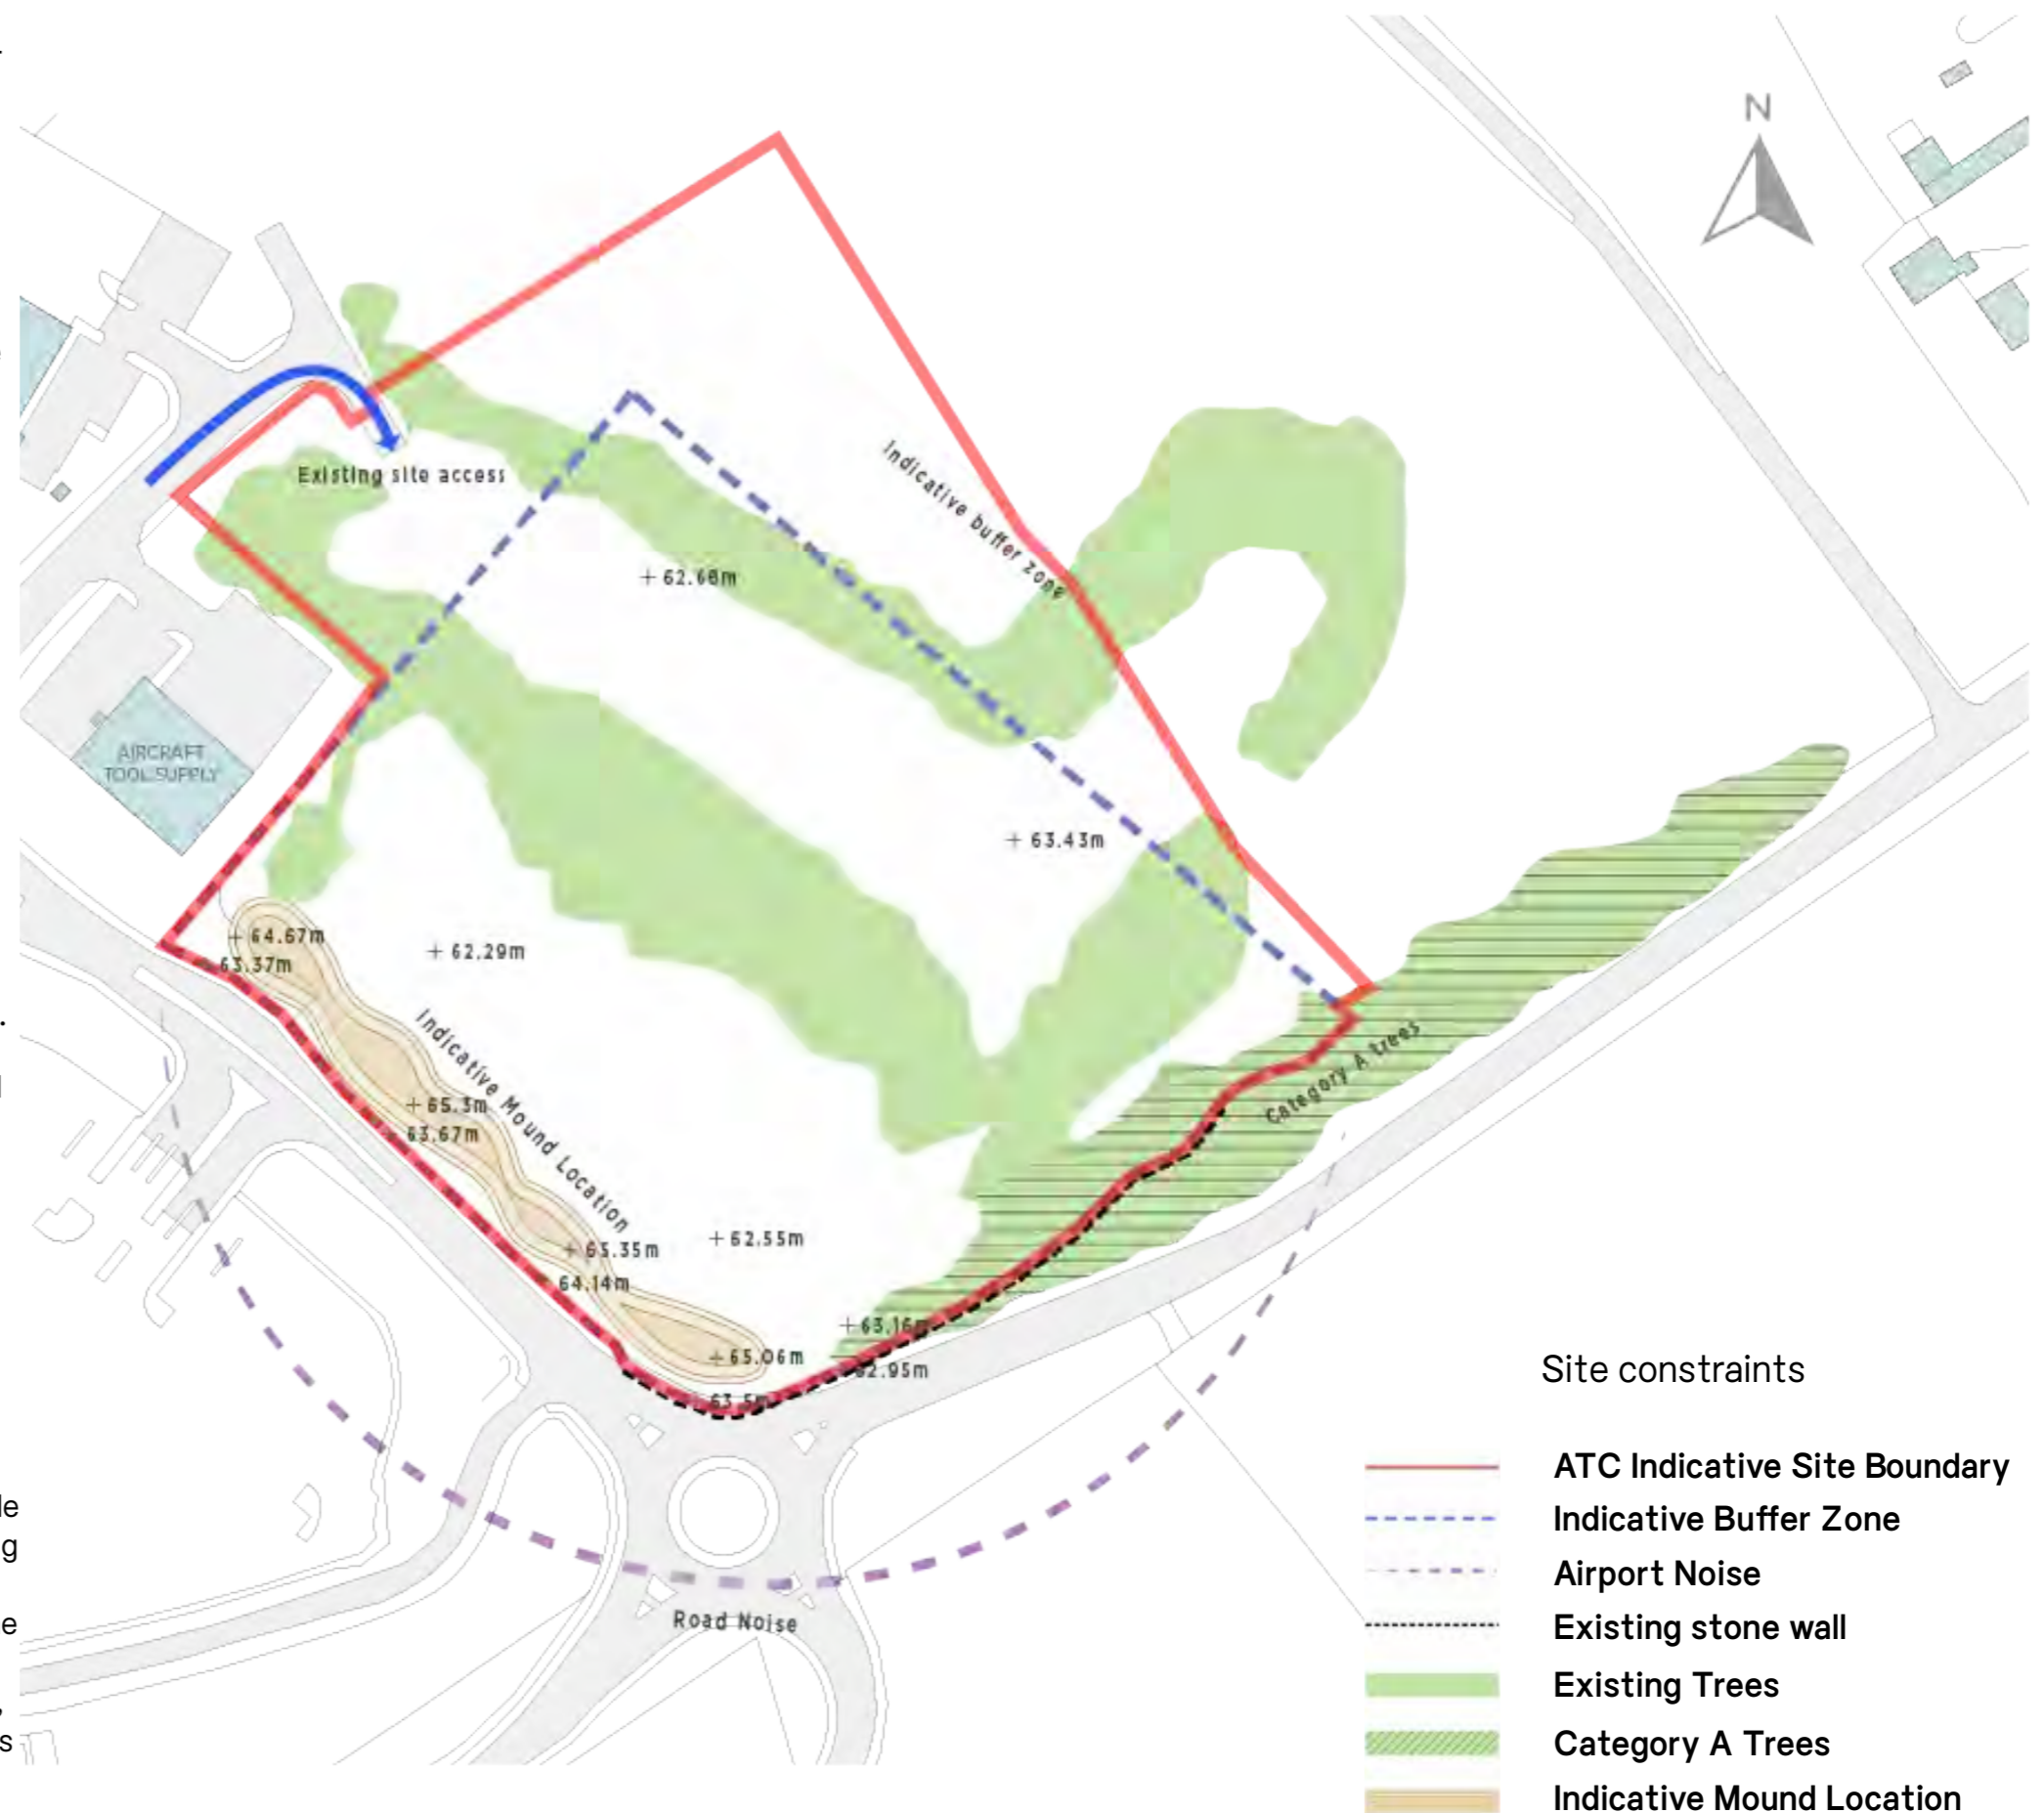 N
Existing site access
Indicative buffer zone
+ 62.68m
AIRCRAFT
TOOL SUPPLY
+ 63.43m
+ 64.67m
63.37m
+ 62.29m
Indicative Mound Location
Category A trees
+ 65.3m
63.67m
+ 62.55m
+ 65.35m
64.14m
+ 63.16m
+ 65.06m
62.95m
63.5m
Road Noise
Site constraints
ATC Indicative Site Boundary
Indicative Buffer Zone
Airport Noise
Existing stone wall
Existing Trees
Category A Trees
Indicative Mound Location